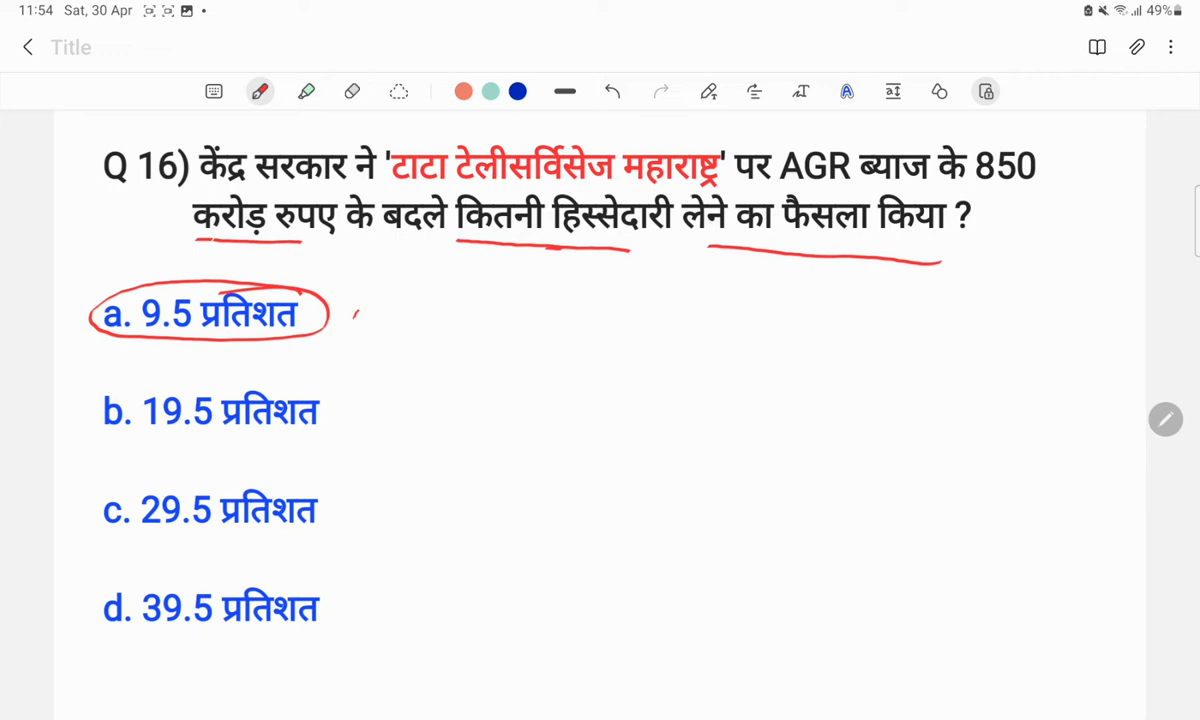 11:54 Sat, 30 Apr
49%
Title
Q 16) केंद्र सरकार ने 'टाटा टेलीसर्विसेज महाराष्ट्र' पर AGR ब्याज के 850
करोड़ रुपए के बदले कितनी हिस्सेदारी लेने का फैसला किया ?
a. 9.5 प्रतिशत
b. 19.5 प्रतिशत
c. 29.5 प्रतिशत
d. 39.5 प्रतिशत